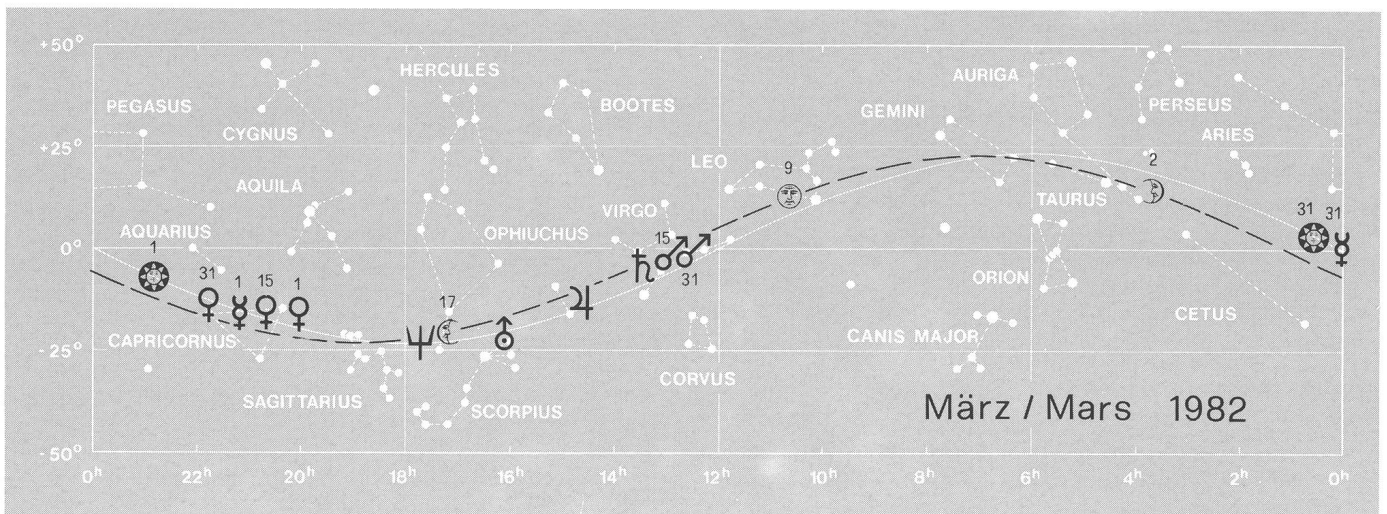 +50°
HERCULES
AURIGA
PEGASUS
BOOTES
GEMINI
PERSEUS
CYGNUS
ARIES
+25°
LEO
9
2
AQUILA
TAURUS
VIRGO
AQUARIUS
OPHIUCHUS
15
31
31
0°
1
31
1
15
1
31
ORION
17
CETUS
CAPRICORNUS
CANIS MAJOR
-25°
CORVUS
SAGITTARIUS
SCORPIUS
März / Mars 1982
-50°
0h 22h 20h 18h 16h 14h 12h 10h 8h 6h 4h 2h 0h